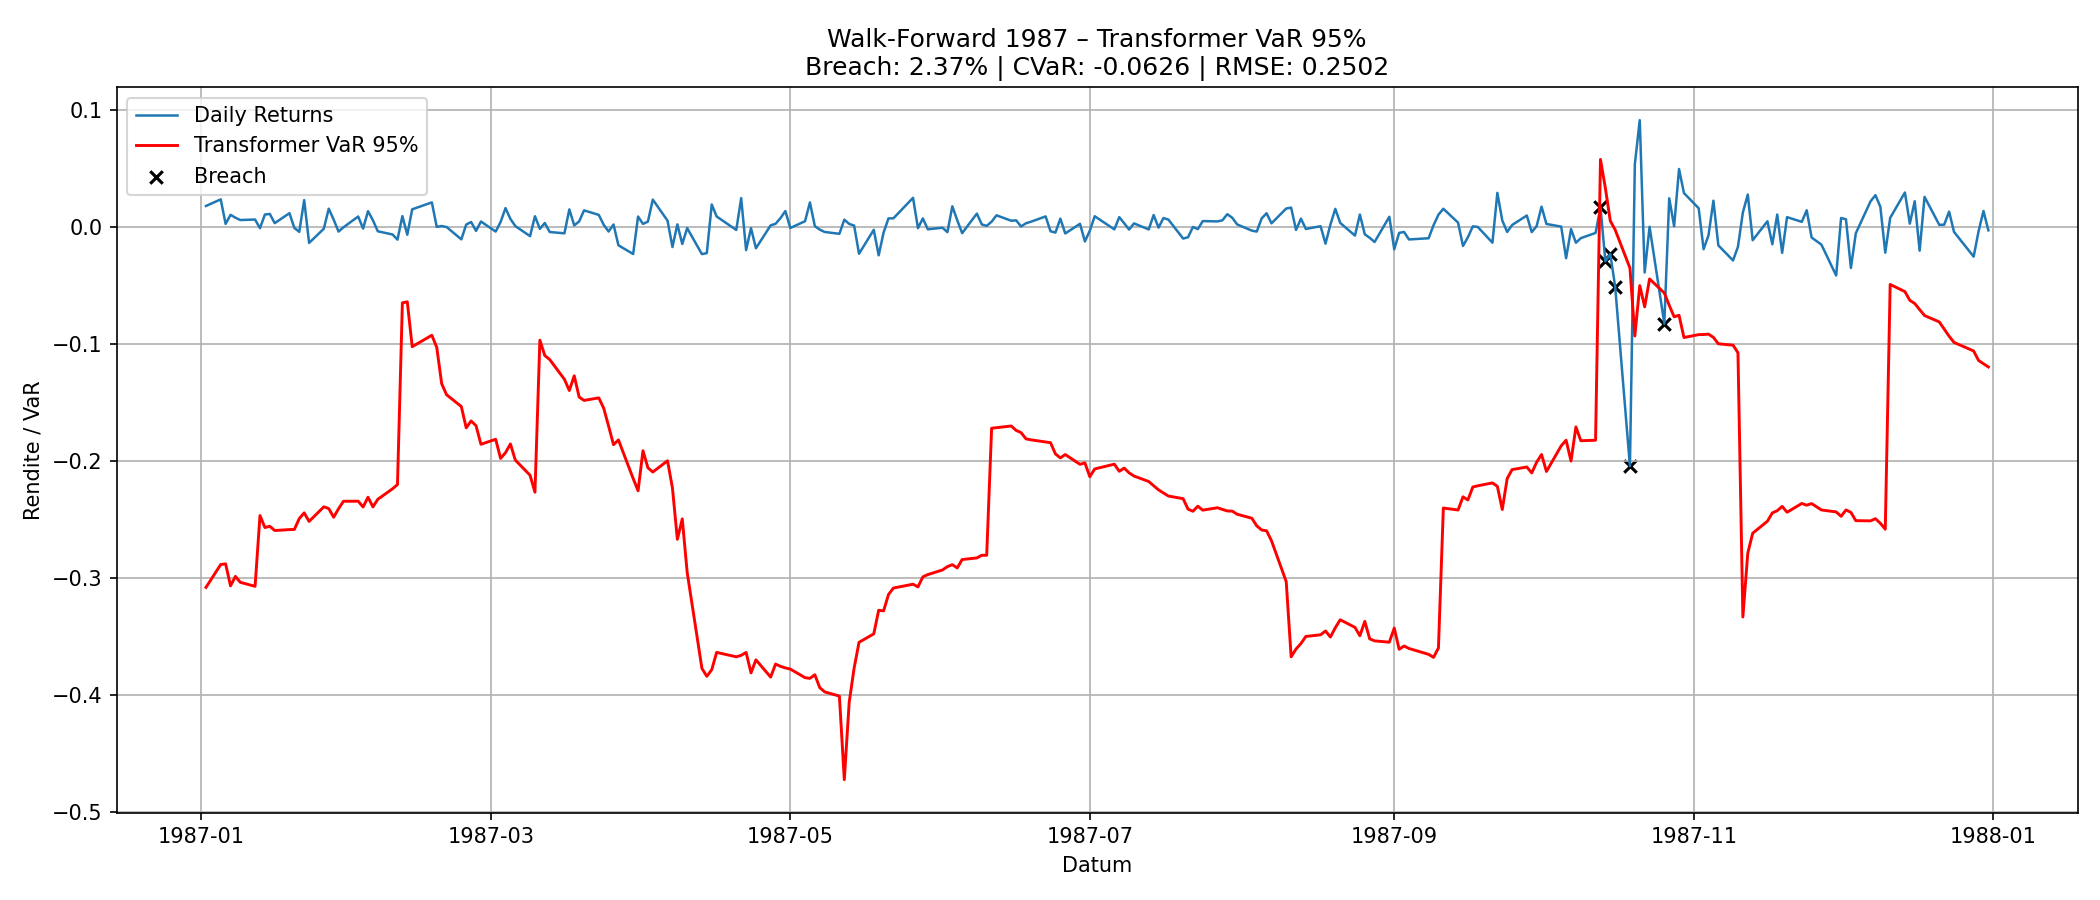 Walk-Forward 1987 – Transformer VaR 95%
Breach: 2.37% | CVaR: -0.0626 | RMSE: 0.2502
Daily Returns
Transformer VaR 95%
Breach
Rendite / VaR
0.1
0.0
−0.1
−0.2
−0.3
−0.4
−0.5
1987-01
1987-03
1987-05
1987-07
1987-09
1987-11
1988-01
Datum